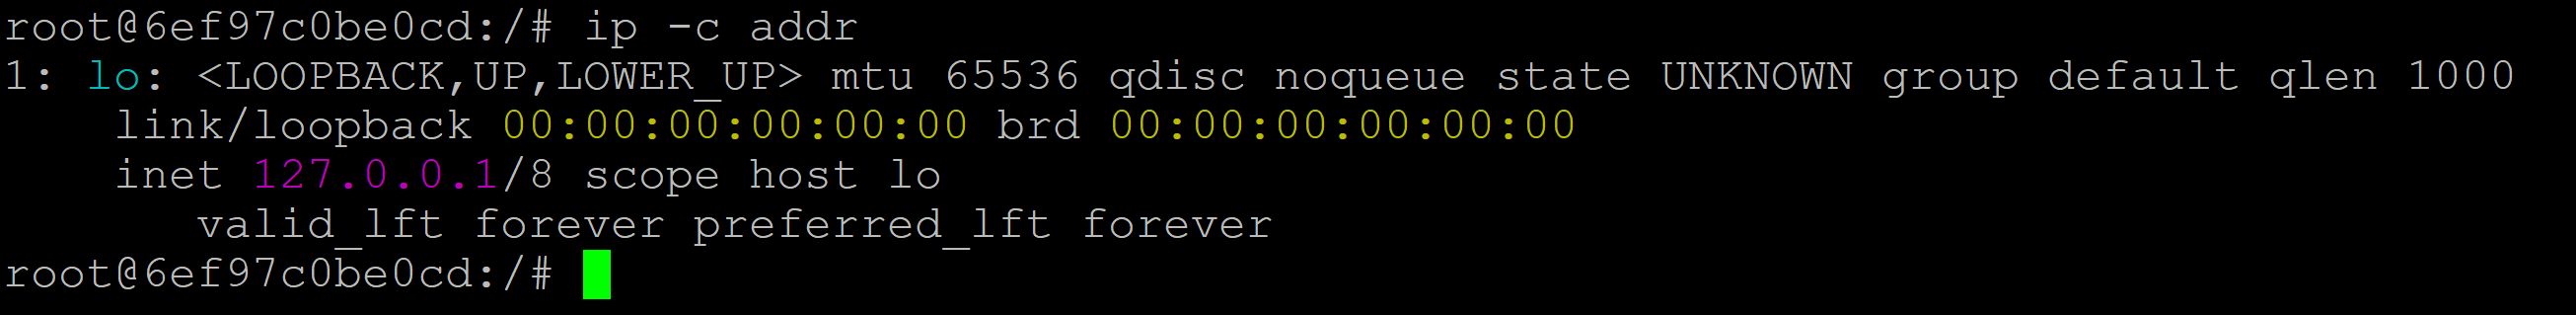 root@6ef97c0be0cd:/# ip -c addr
1: lo: <LOOPBACK,UP,LOWER_UP> mtu 65536 qdisc noqueue state UNKNOWN group default qlen 1000
    link/loopback 00:00:00:00:00:00 brd 00:00:00:00:00:00
    inet 127.0.0.1/8 scope host lo
       valid_lft forever preferred_lft forever
root@6ef97c0be0cd:/#